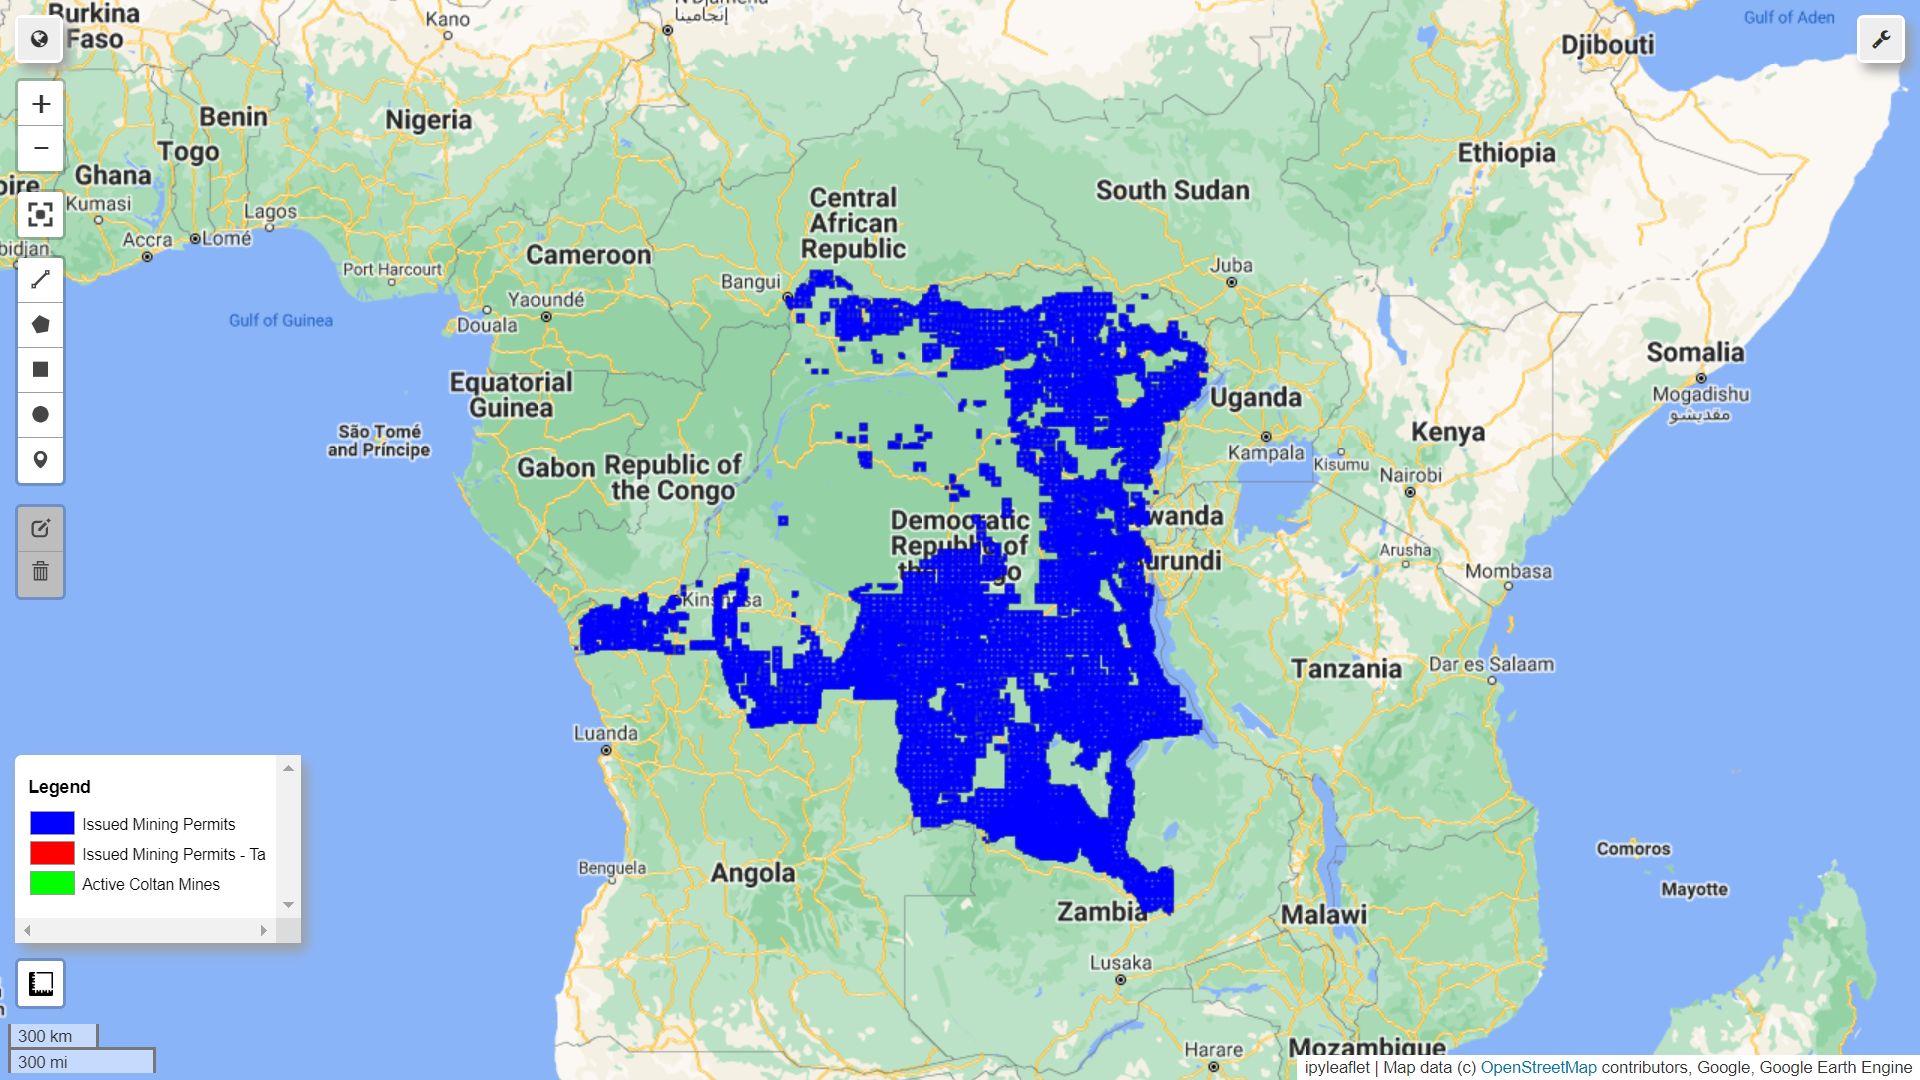 Burkina
Faso
Kano
إنجامينا
Gulf of Aden
Djibouti
Benin
Nigeria
Togo
Ghana
Ethiopia
Central
African
Republic
South Sudan
Kumasi
Lagos
Accra
Lomé
Port Harcourt
Cameroon
Bangui
Juba
Yaoundé
Douala
Gulf of Guinea
Somalia
Mogadishu
مقديشو
Equatorial
Guinea
Uganda
São Tomé
and Príncipe
Kenya
Kampala
Kisumu
Nairobi
Gabon
Republic of
the Congo
Democratic
Republic of
Arusha
Mombasa
Kinshasa
Tanzania
Dar es Salaam
Luanda
Legend
Issued Mining Permits
Issued Mining Permits - Ta
Active Coltan Mines
Benguela
Angola
Comoros
Mayotte
Zambia
Malawi
Lusaka
Harare
Mozambique
300 km
300 mi
ipyleaflet | Map data (c) OpenStreetMap contributors, Google, Google Earth Engine